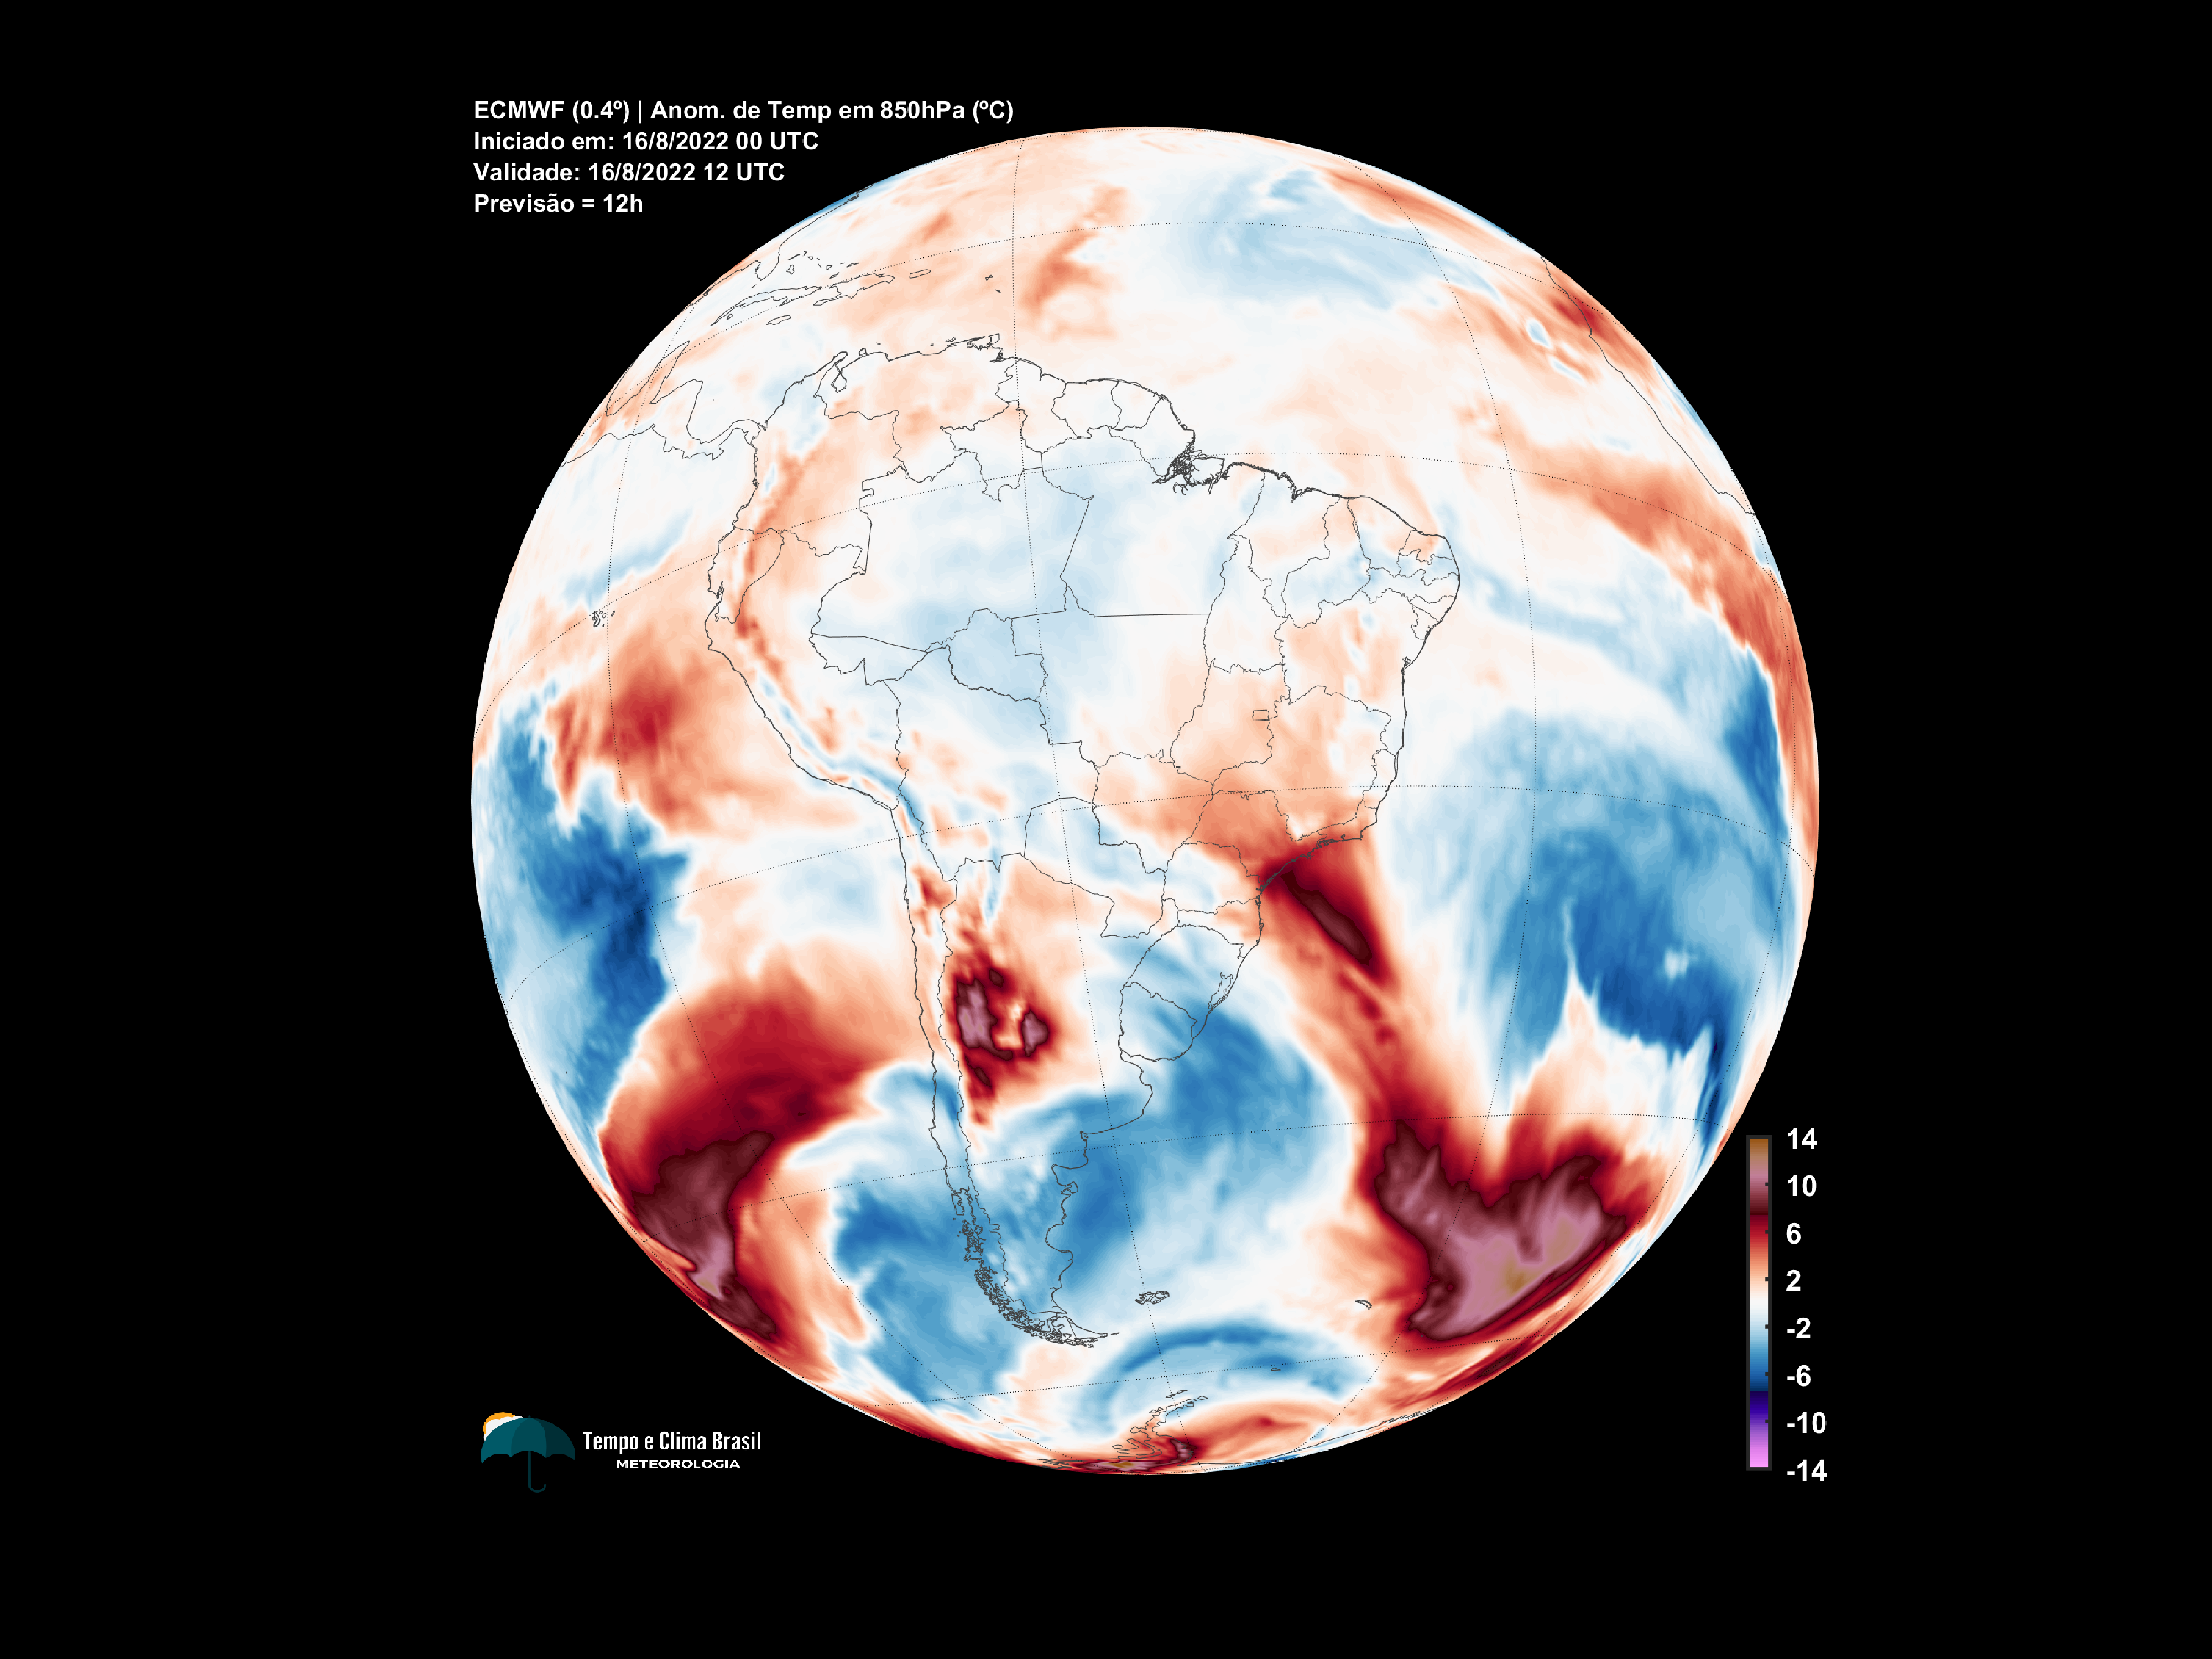 ECMWF (0.4º) | Anom. de Temp em 850hPa (ºC)
Iniciado em: 16/8/2022 00 UTC
Validade: 16/8/2022 12 UTC
Previsão = 12h
14
10
6
2
-2
-6
-10
-14
Tempo e Clima Brasil
METEOROLOGIA